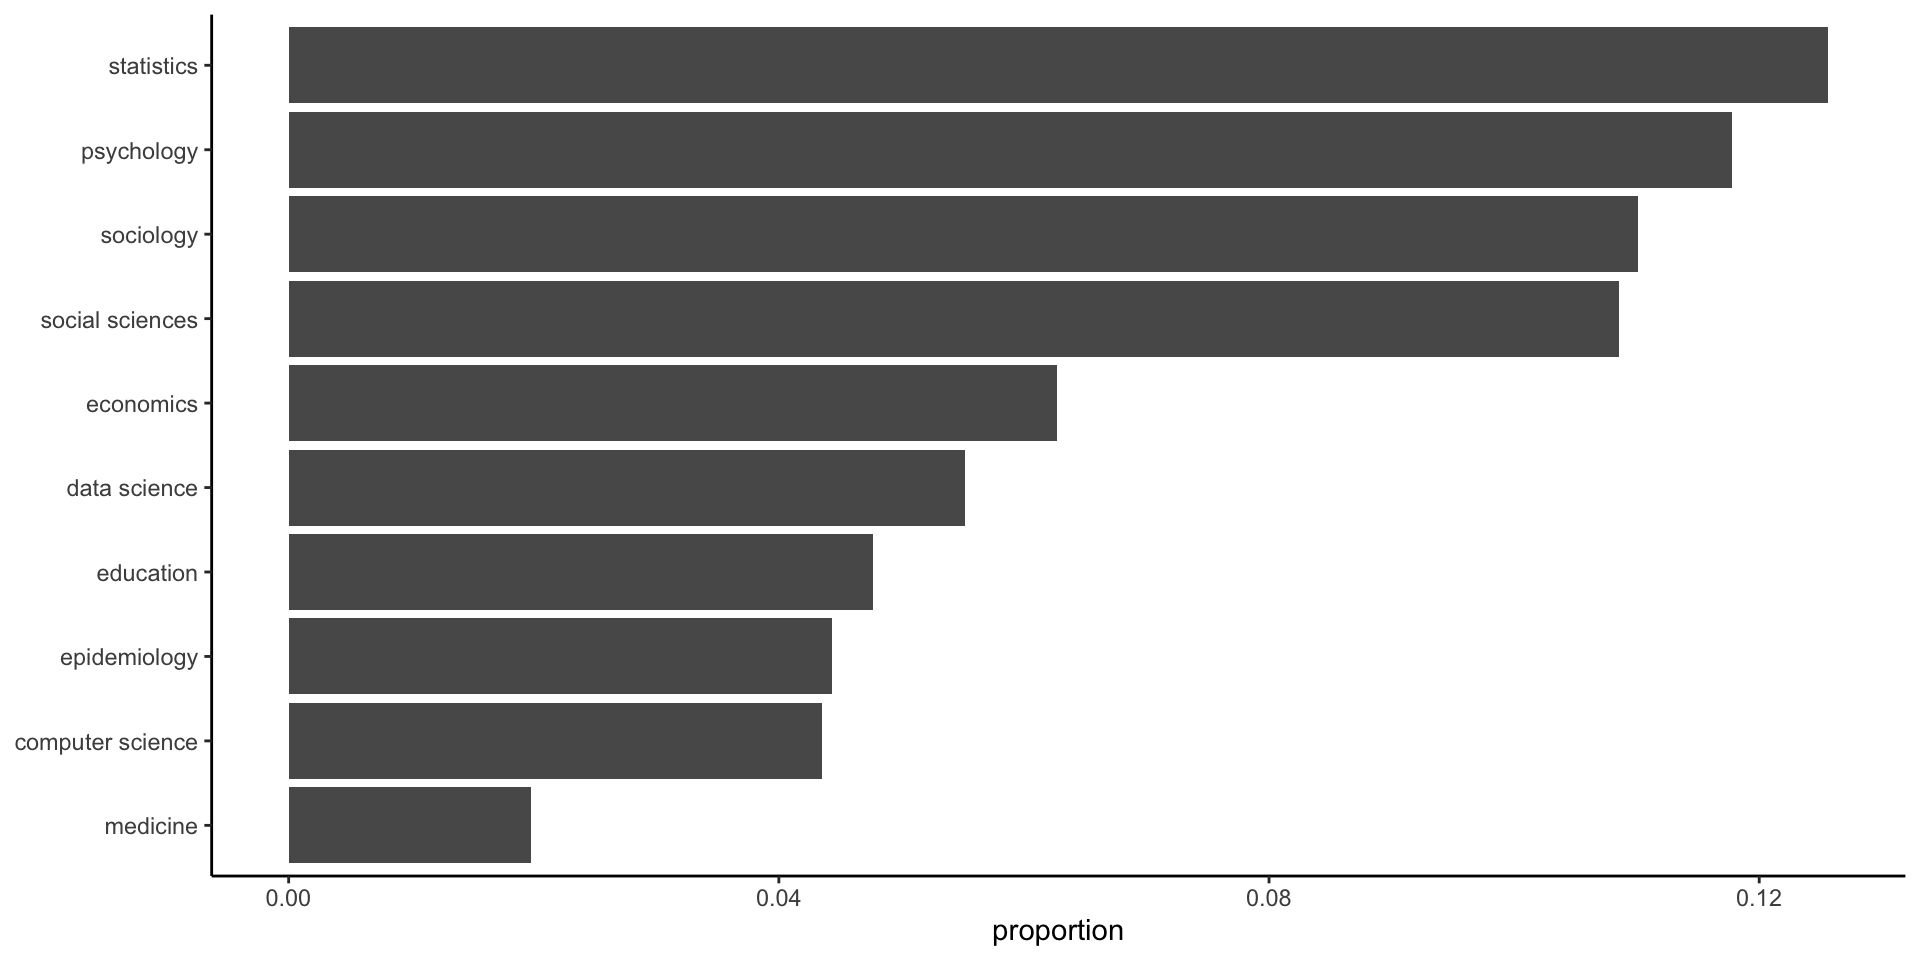 statistics
psychology
sociology
social sciences
economics
data science
education
epidemiology
computer science
medicine
0.00 0.04 0.08 0.12
proportion